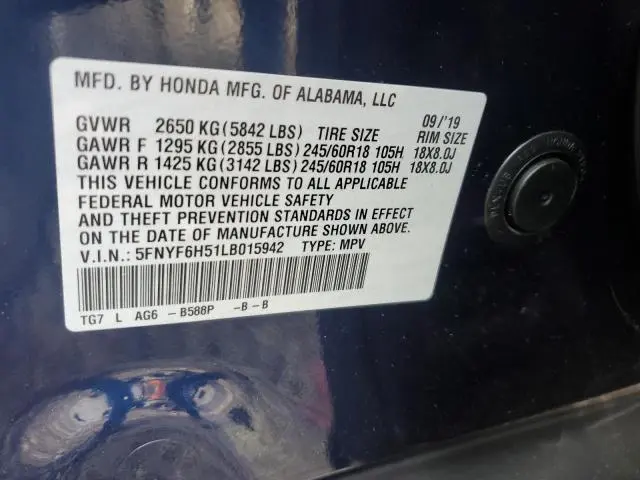 MFD. BY HONDA MFG. OF ALABAMA, LLC
09/'19
GVWR 2650 KG(5842 LBS) TIRE SIZE RIM SIZE
GAWR F 1295 KG(2855 LBS) 245/60R18 105H 18X8.0J
GAWR R 1425 KG(3142 LBS) 245/60R18 105H 18X8.0J
THIS VEHICLE CONFORMS TO ALL APPLICABLE
FEDERAL MOTOR VEHICLE SAFETY
AND THEFT PREVENTION STANDARDS IN EFFECT
ON THE DATE OF MANUFACTURE SHOWN ABOVE.
V.I.N.: 5FNYF6H51LB015942 TYPE: MPV
TG7 L AG6 - B588P -B - B